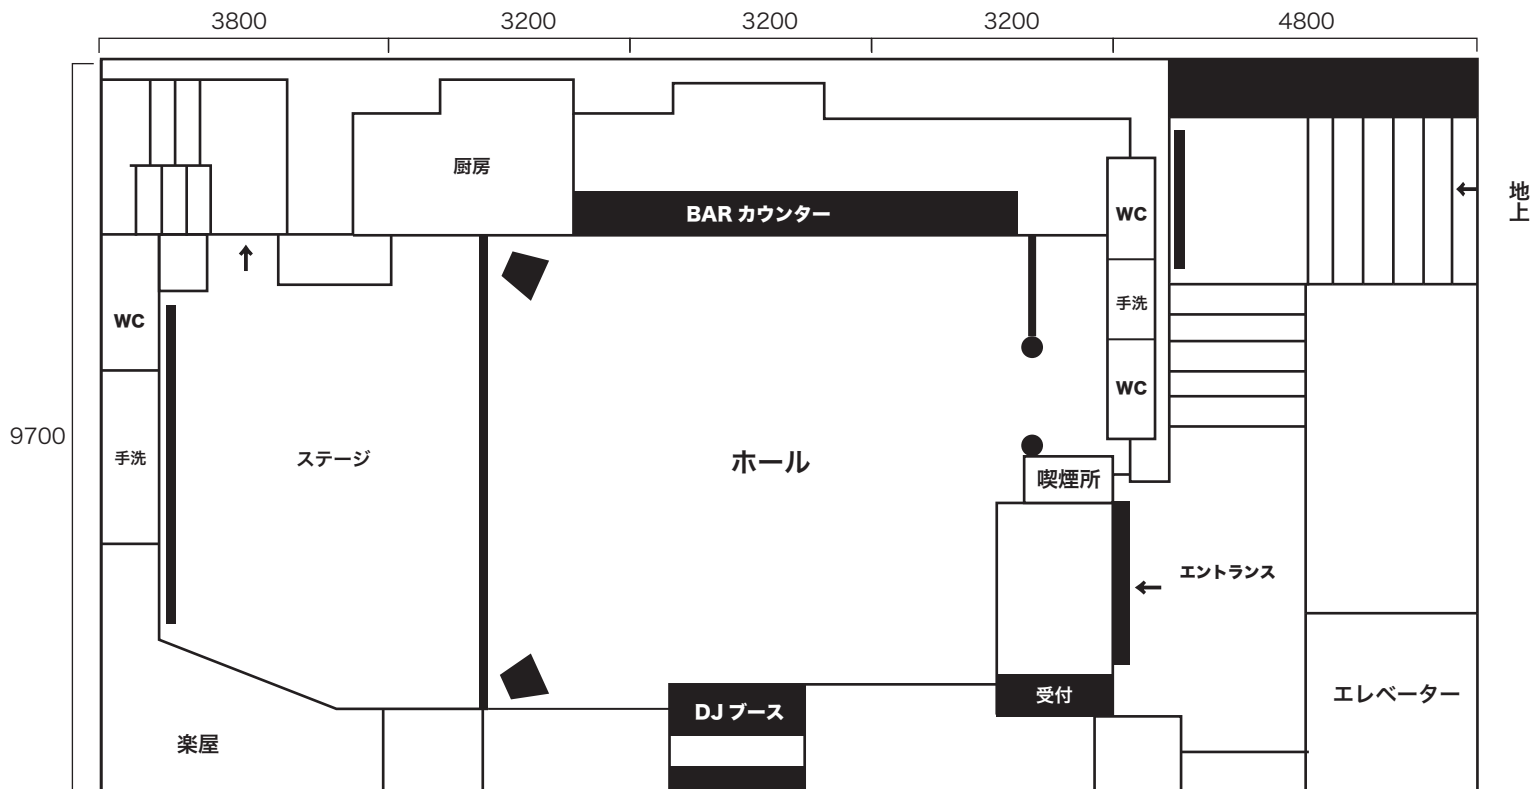 3800
3200
3200
3200
4800
厨房
BAR カウンター
WC
地上
手洗
WC
WC
9700
手洗
ステージ
ホール
喫煙所
エントランス
受付
エレベーター
DJ ブース
楽屋